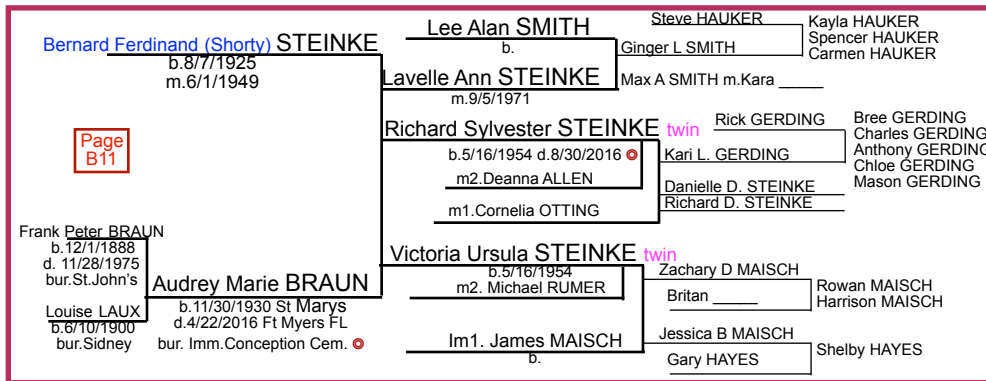 Bernard Ferdinand (Shorty) STEINKE
b.8/7/1925
m.6/1/1949
Page
B11
Frank Peter BRAUN
b.12/1/1888
d. 11/28/1975
bur.St.John's
Louise LAUX
b.6/10/1900
bur.Sidney
Audrey Marie BRAUN
b.11/30/1930 St Marys
d.4/22/2016 Ft Myers FL
bur. Imm.Conception Cem.
Lee Alan SMITH
b.
Lavelle Ann STEINKE
m.9/5/1971
Steve HAUKER
Ginger L SMITH
Max A SMITH m.Kara _____
Kayla HAUKER
Spencer HAUKER
Carmen HAUKER
Richard Sylvester STEINKE twin
b.5/16/1954 d.8/30/2016
m2.Deanna ALLEN
m1.Cornelia OTTING
Rick GERDING
Kari L. GERDING
Danielle D. STEINKE
Richard D. STEINKE
Bree GERDING
Charles GERDING
Anthony GERDING
Chloe GERDING
Mason GERDING
Victoria Ursula STEINKE twin
b.5/16/1954
m2. Michael RUMER
Im1. James MAISCH
b.
Zachary D MAISCH
Britan _____
Rowan MAISCH
Harrison MAISCH
Jessica B MAISCH
Gary HAYES
Shelby HAYES